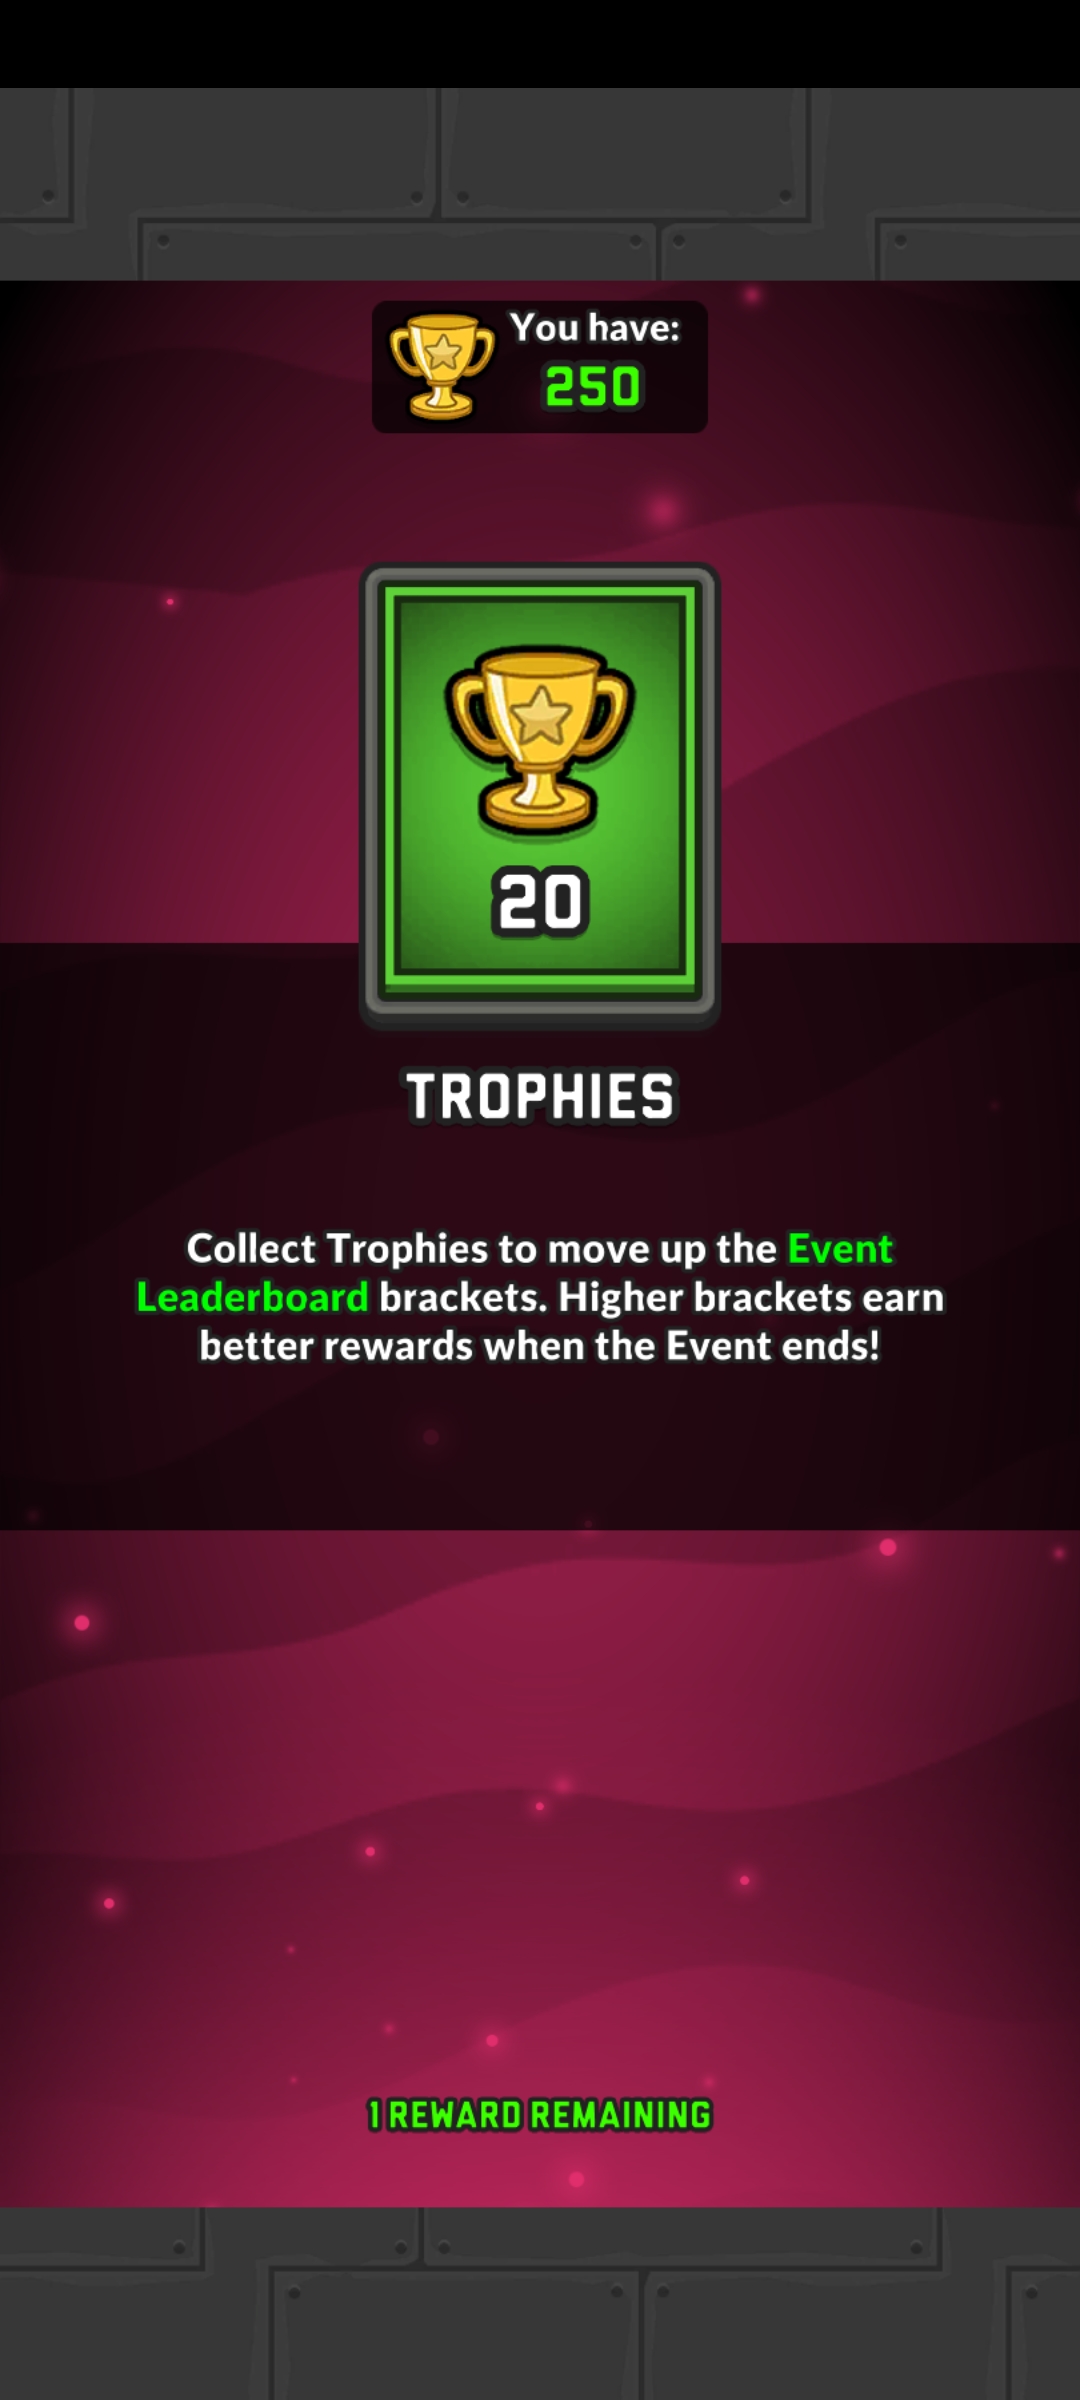 You have:
250
20
TROPHIES
Collect Trophies to move up the Event
Leaderboard brackets. Higher brackets earn
better rewards when the Event ends!
1 REWARD REMAINING